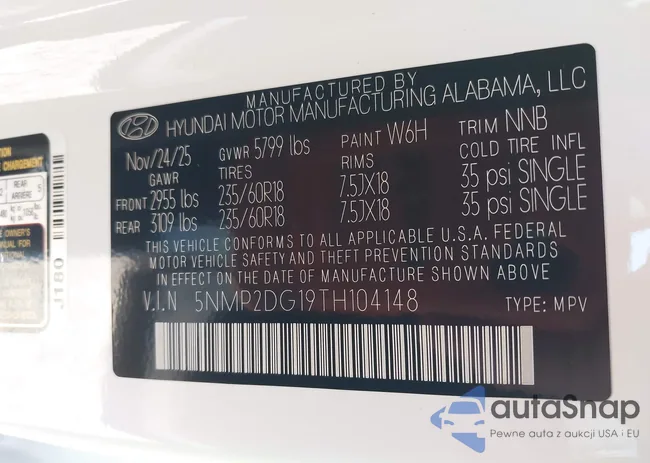 MANUFACTURED BY
HYUNDAI MOTOR MANUFACTURING ALABAMA, LLC
Nov/24/25 GVWR 5799 lbs PAINT W6H TRIM NNB
GAWR TIRES RIMS COLD TIRE INFL
FRONT 2955 lbs 235/60R18 7.5JX18 35 psi SINGLE
REAR 3109 lbs 235/60R18 7.5JX18 35 psi SINGLE
THIS VEHICLE CONFORMS TO ALL APPLICABLE U.S.A. FEDERAL
MOTOR VEHICLE SAFETY AND THEFT PREVENTION STANDARDS
IN EFFECT ON THE DATE OF MANUFACTURE SHOWN ABOVE.
V.I.N 5NMP2DG19TH104148 TYPE: MPV
J180
REAR
autoSnap
Pewne auta z aukcji USA i EU